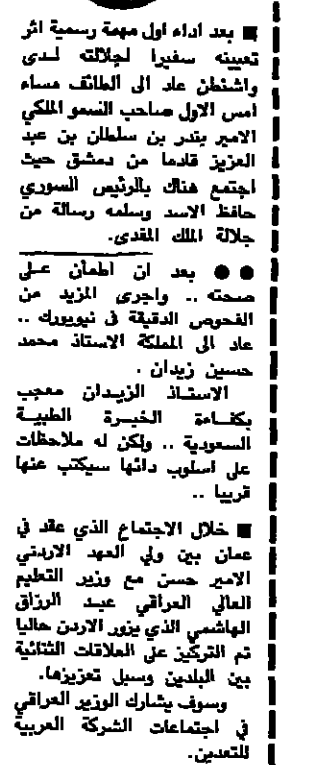 ■ بعد اداء اول مهمة رسمية اثر
تعيينه سفيرا لجلالته لدى
واشنطن عاد الى الطائف مساء
امس الاول صاحب السمو الملكي
الامير بندر بن سلطان بن عبد
العزيز قادما من دمشق حيث
اجتمع هناك بالرئيس السوري
حافظ الاسد وسلمه رسالة من
جلالة الملك المفدى.
●● بعد ان اطمأن على
صحته .. واجرى المزيد من
الفحوص الدقيقة في نيويورك ..
عاد الى المملكة الاستاذ محمد
حسين زيدان .
الاستاذ الزيدان معجب
بكفاءة الخبرة الطبية
السعودية .. ولكن له ملاحظات
على اسلوب دائها سيكتب عنها
قريبا ..
■ خلال الاجتماع الذي عقد في
عمان بين ولي العهد الاردني
الامير حسن مع وزير التعليم
العالي العراقي عبد الرزاق
الهاشمي الذي يزور الاردن حاليا
تم التركيز على العلاقات الثنائية
بين البلدين وسبل تعزيزها.
وسوف يشارك الوزير العراقي
في اجتماعات الشركة العربية
للتعدين.